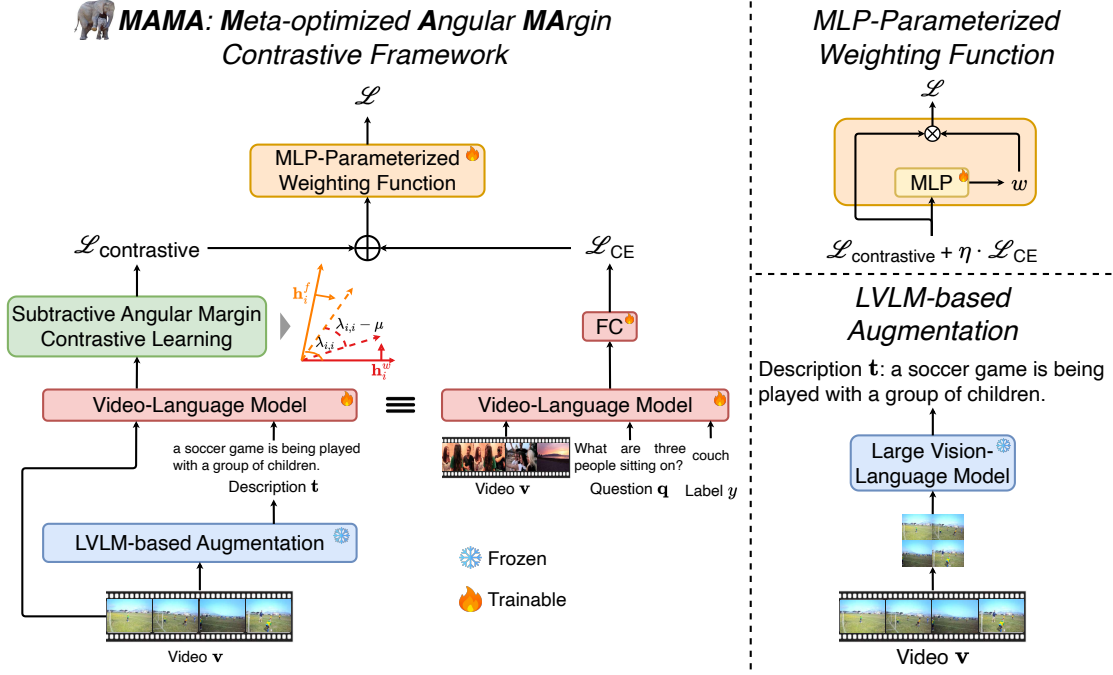 MAMA: Meta-optimized Angular MArgin
Contrastive Framework
ℒ
MLP-Parameterized
Weighting Function
ℒcontrastive
ℒCE
Subtractive Angular Margin
Contrastive Learning
h_i^f
λ_{i,i} − μ
λ_{i,i}
h_i^w
FC
Video-Language Model
Video-Language Model
a soccer game is being played
with a group of children.
Description t
What are three
people sitting on?
couch
Video v
Question q
Label y
LVLM-based Augmentation
Frozen
Trainable
Video v
MLP-Parameterized
Weighting Function
ℒ
MLP
w
ℒcontrastive + η · ℒCE
LVLM-based
Augmentation
Description t: a soccer game is being
played with a group of children.
Large Vision-
Language Model
Video v